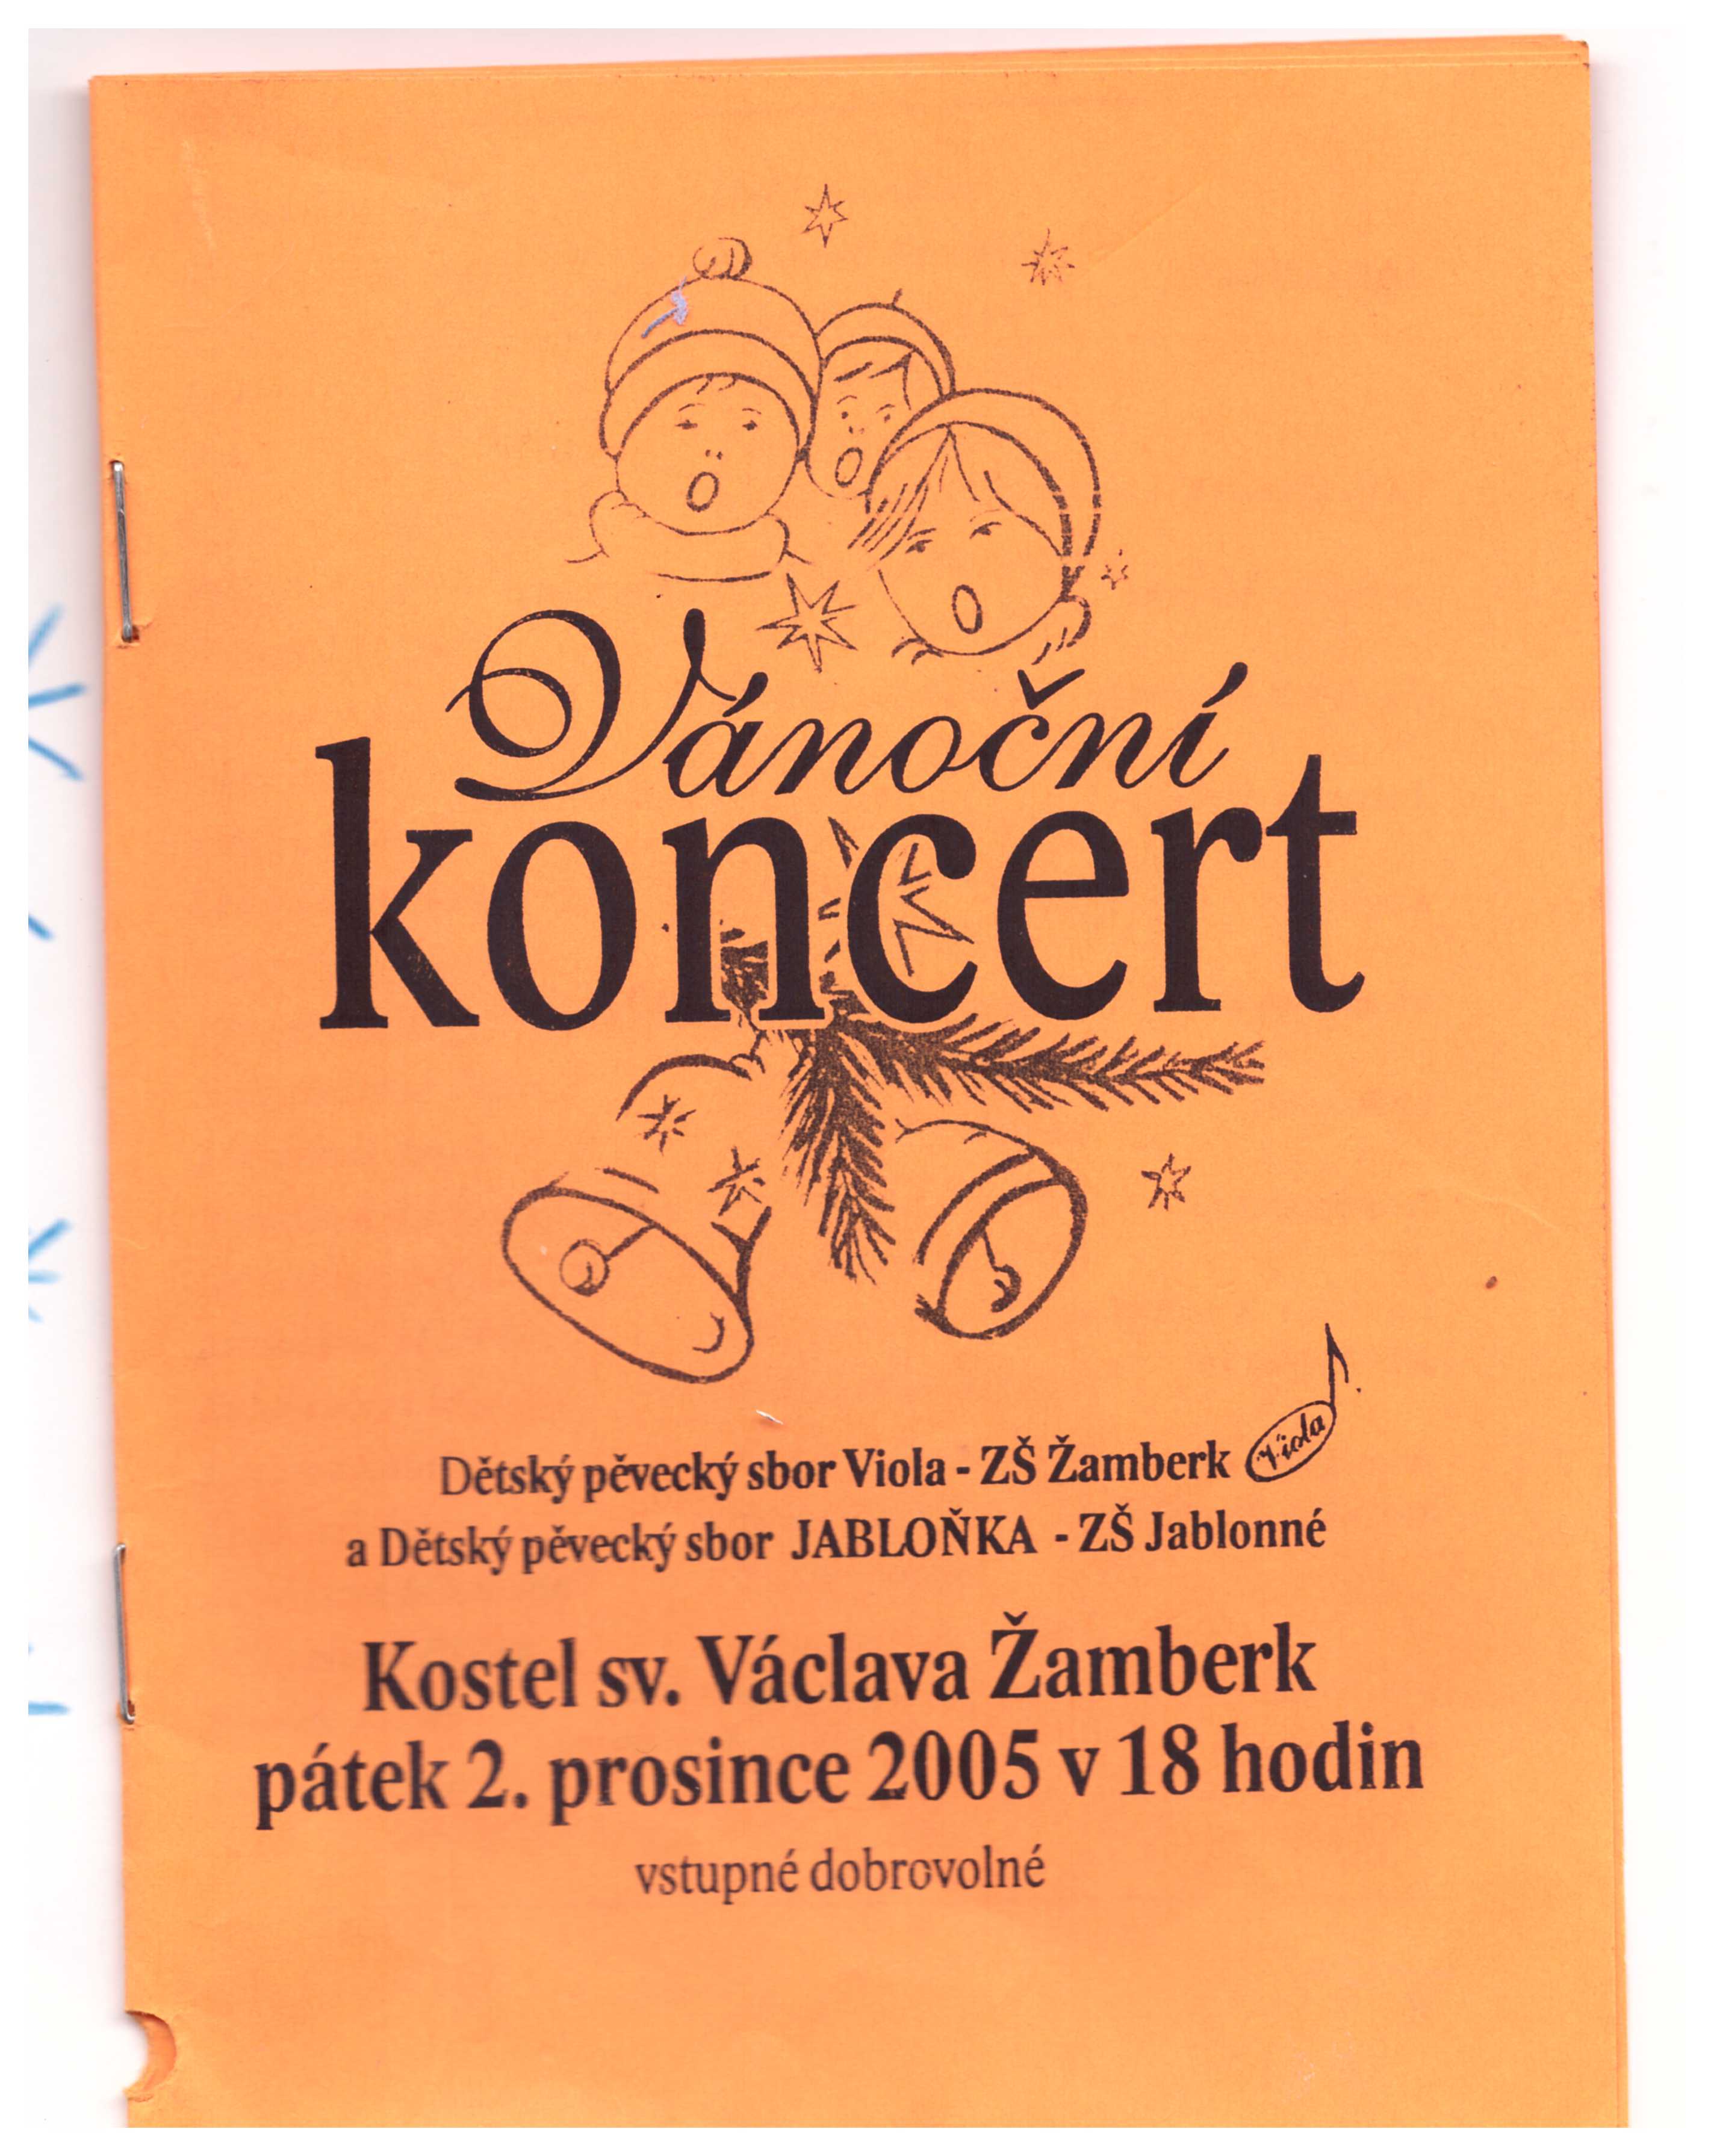 Vánoční
koncert
Viola
Dětský pěvecký sbor Viola - ZŠ Žamberk
a Dětský pěvecký sbor JABLOŇKA - ZŠ Jablonné
Kostel sv. Václava Žamberk
pátek 2. prosince 2005 v 18 hodin
vstupné dobrovolné